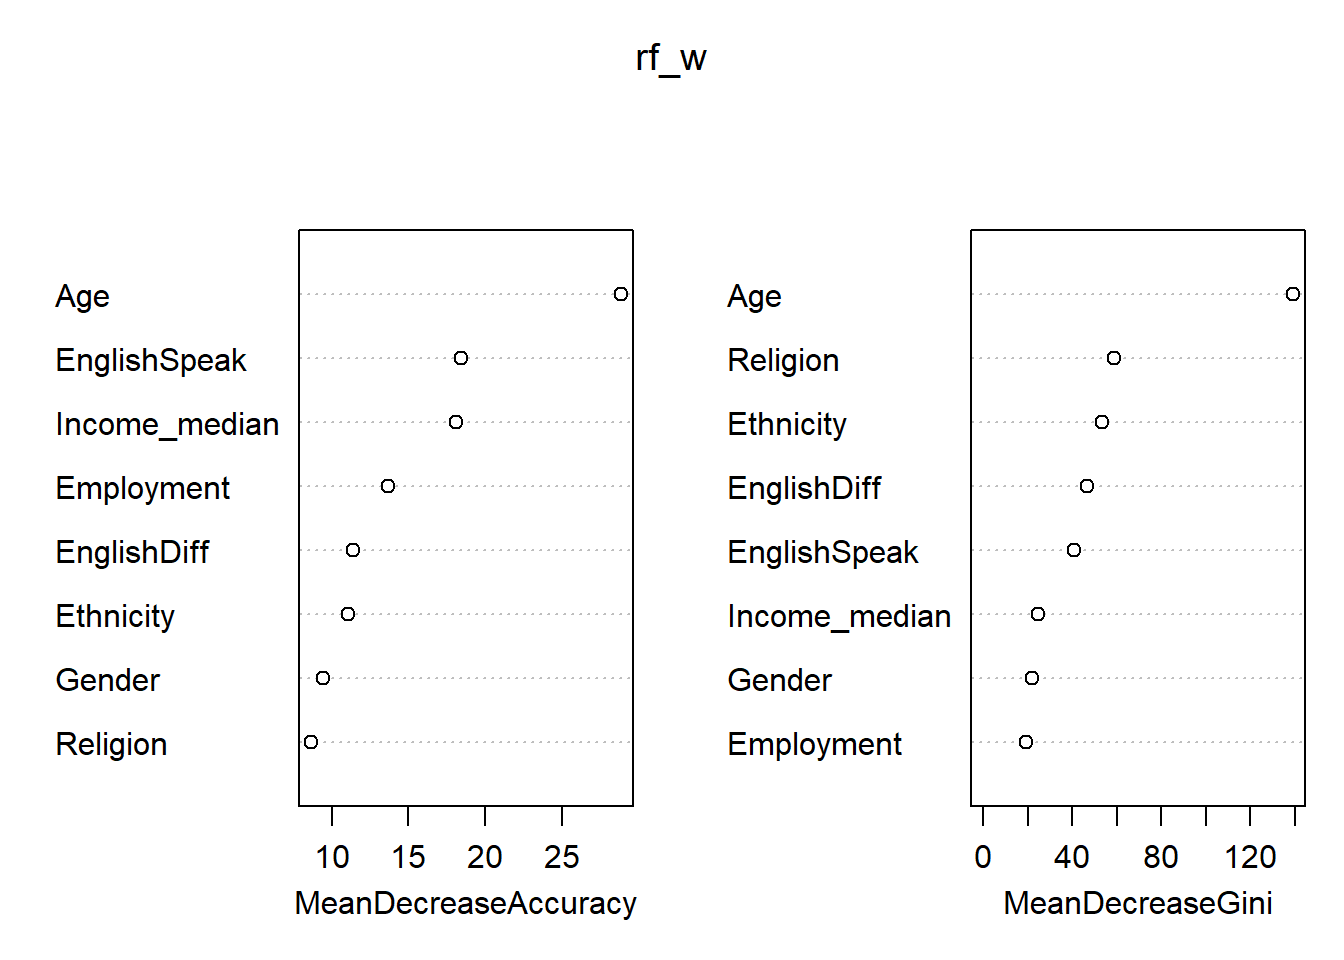 rf_w
Age
EnglishSpeak
Income_median
Employment
EnglishDiff
Ethnicity
Gender
Religion
10 15 20 25
MeanDecreaseAccuracy
Age
Religion
Ethnicity
EnglishDiff
EnglishSpeak
Income_median
Gender
Employment
0 40 80 120
MeanDecreaseGini